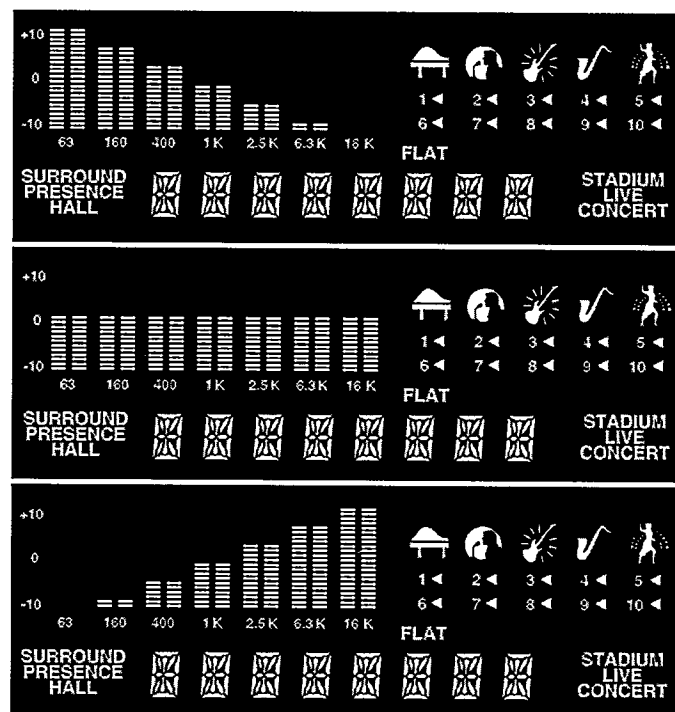 +10
0
-10
63 160 400 1K 2.5K 6.3K 16 K
1 ◄ 2 ◄ 3 ◄ 4 ◄ 5 ◄
6 ◄ 7 ◄ 8 ◄ 9 ◄ 10 ◄
FLAT
SURROUND
PRESENCE
HALL
STADIUM
LIVE
CONCERT
+10
0
-10
63 160 400 1K 2.5K 6.3K 16 K
1 ◄ 2 ◄ 3 ◄ 4 ◄ 5 ◄
6 ◄ 7 ◄ 8 ◄ 9 ◄ 10 ◄
FLAT
SURROUND
PRESENCE
HALL
STADIUM
LIVE
CONCERT
+10
0
-10
63 160 400 1K 2.5K 6.3K 16 K
1 ◄ 2 ◄ 3 ◄ 4 ◄ 5 ◄
6 ◄ 7 ◄ 8 ◄ 9 ◄ 10 ◄
FLAT
SURROUND
PRESENCE
HALL
STADIUM
LIVE
CONCERT